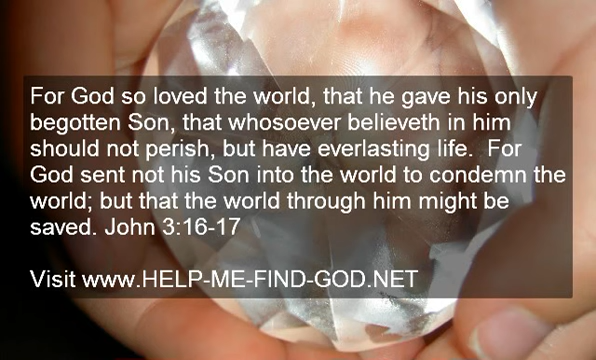 For God so loved the world, that he gave his only
begotten Son, that whosoever believeth in him
should not perish, but have everlasting life.  For
God sent not his Son into the world to condemn the
world; but that the world through him might be
saved. John 3:16-17

Visit www.HELP-ME-FIND-GOD.NET